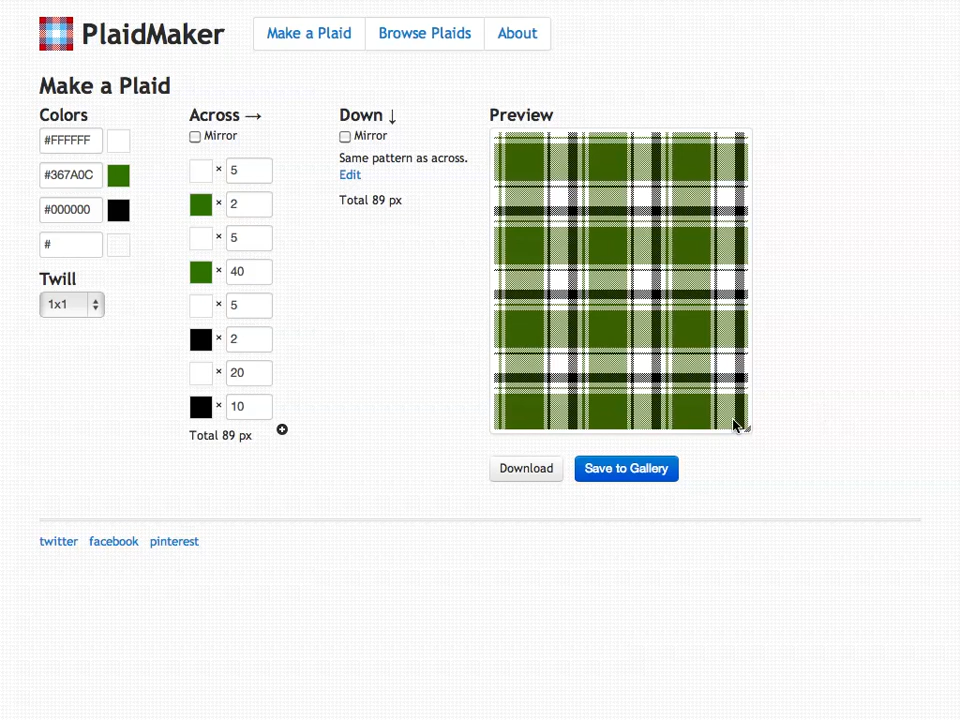 PlaidMaker
Make a Plaid
Browse Plaids
About
Make a Plaid
Colors
#FFFFFF
#367A0C
#000000
#
Twill
1x1
Across →
Mirror
× 5
× 2
× 5
× 40
× 5
× 2
× 20
× 10
Total 89 px
Down ↓
Mirror
Same pattern as across.
Edit
Total 89 px
Preview
Download
Save to Gallery
twitter facebook pinterest